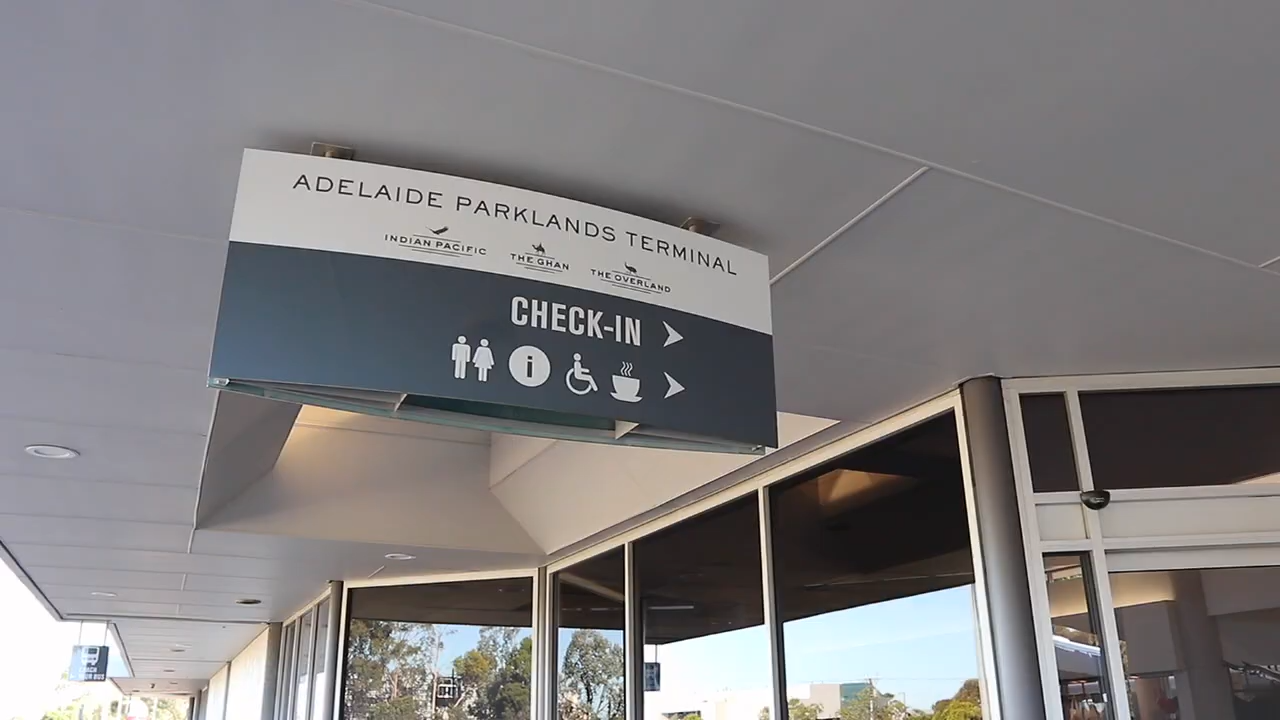 ADELAIDE PARKLANDS TERMINAL
INDIAN PACIFIC THE GHAN THE OVERLAND
CHECK-IN
i